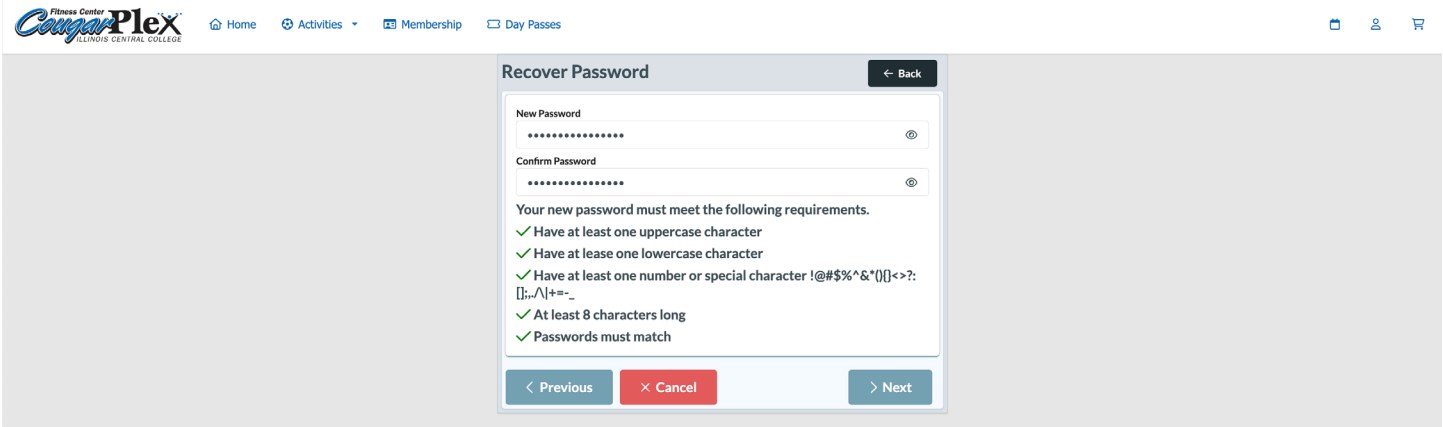 Fitness Center
CougarPlex
ILLINOIS CENTRAL COLLEGE
Home
Activities
Membership
Day Passes
Recover Password
Back
New Password
••••••••••••••••
Confirm Password
••••••••••••••••
Your new password must meet the following requirements.
Have at least one uppercase character
Have at lease one lowercase character
Have at least one number or special character !@#$%^&*(){}<>?:
[];,./\|+=-_
At least 8 characters long
Passwords must match
Previous
Cancel
Next